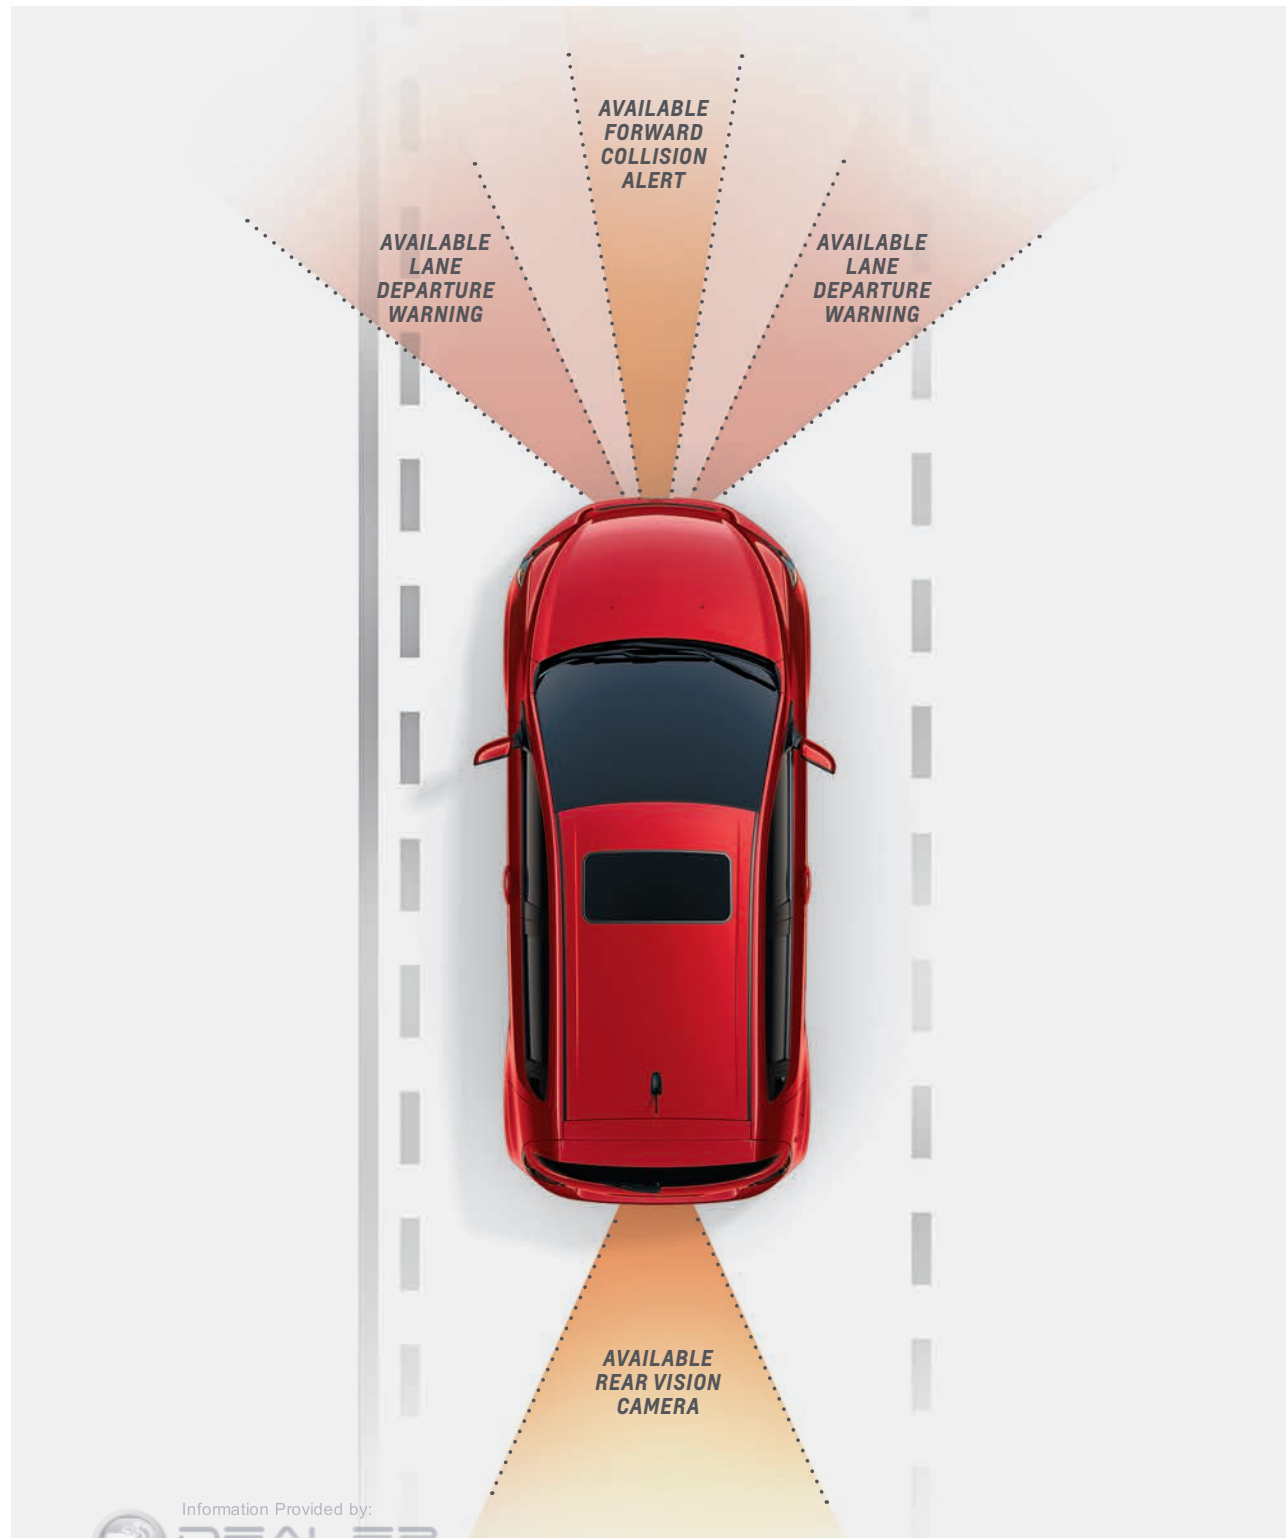 AVAILABLE
FORWARD
COLLISION
ALERT
AVAILABLE
LANE
DEPARTURE
WARNING
AVAILABLE
LANE
DEPARTURE
WARNING
AVAILABLE
REAR VISION
CAMERA
Information Provided by:
DEALER